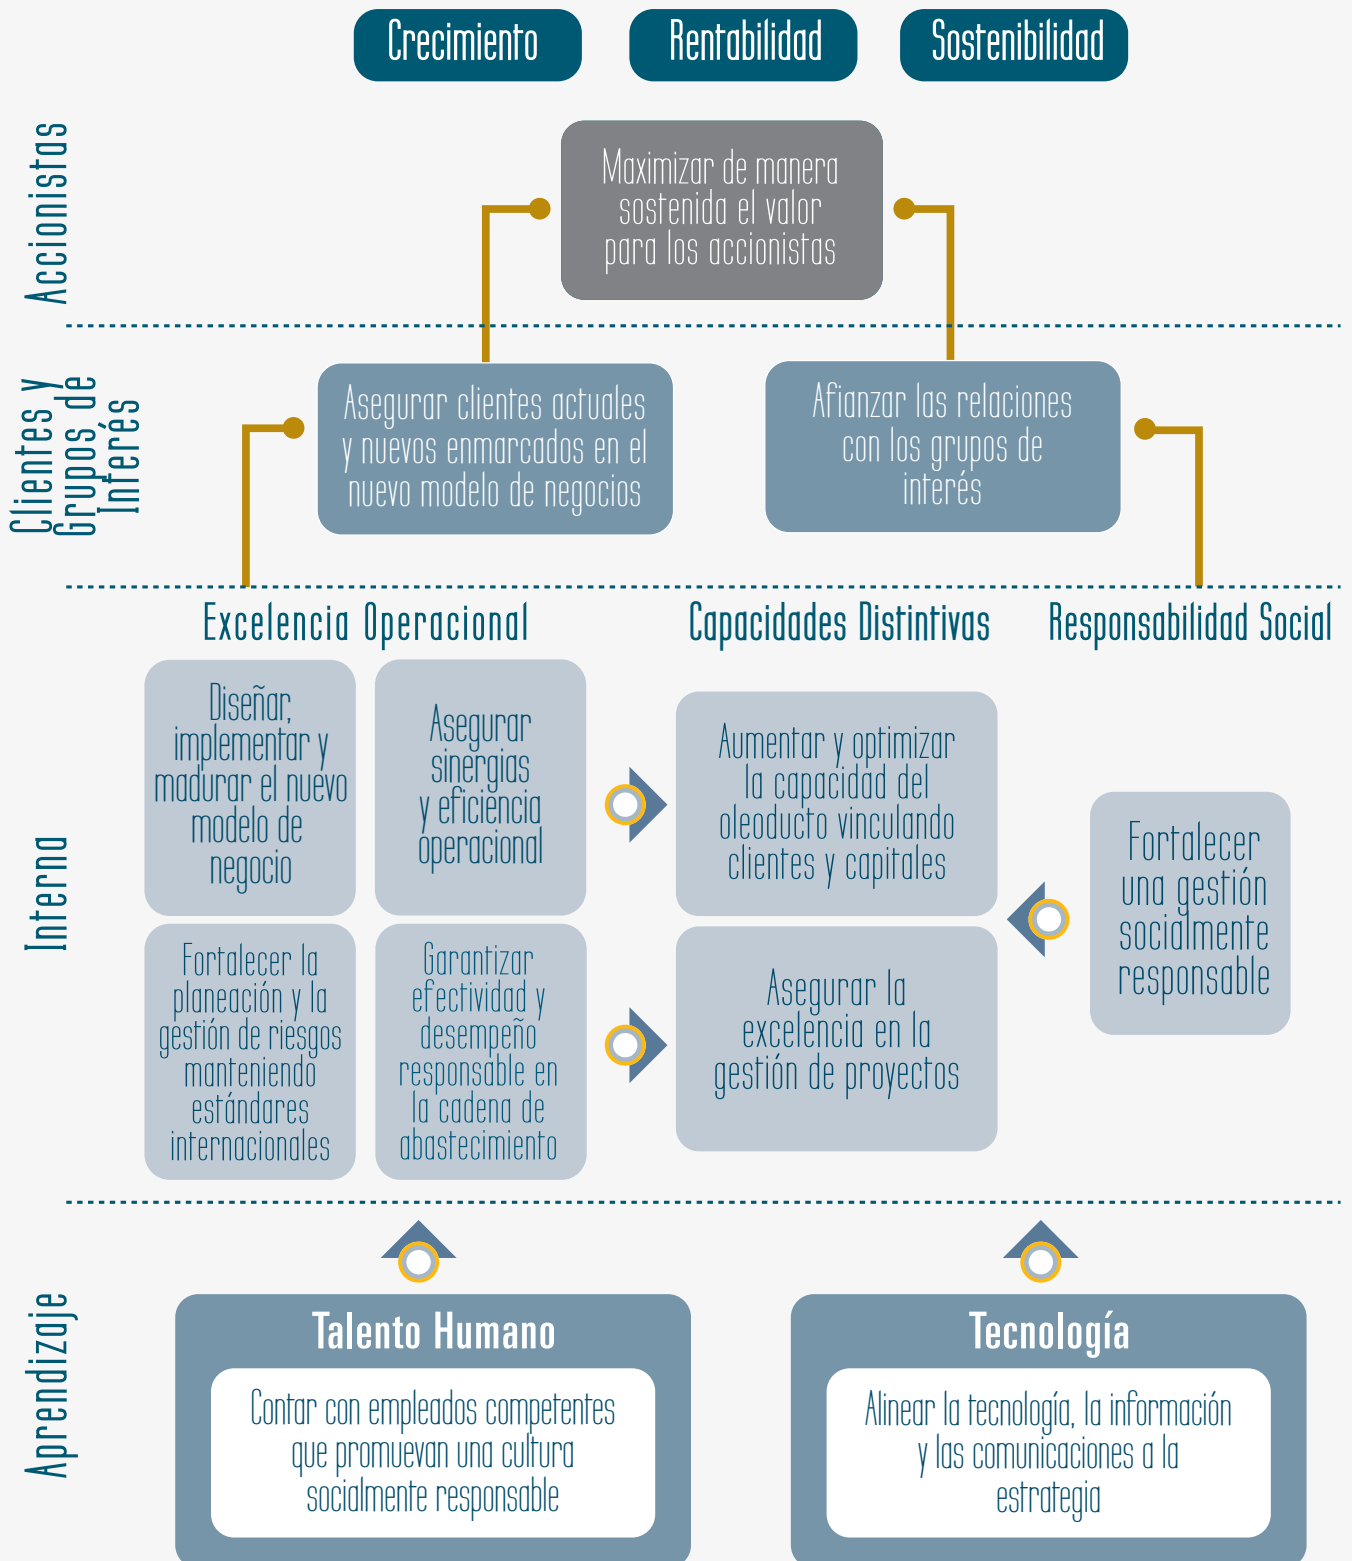 Crecimiento
Rentabilidad
Sostenibilidad
Accionistas
Maximizar de manera
sostenida el valor
para los accionistas
Clientes y
Grupos de
Interés
Asegurar clientes actuales
y nuevos enmarcados en el
nuevo modelo de negocios
Afianzar las relaciones
con los grupos de
interés
Interna
Excelencia Operacional
Diseñar,
implementar y
madurar el nuevo
modelo de
negocio
Asegurar
sinergias
y eficiencia
operacional
Fortalecer la
planeación y la
gestión de riesgos
manteniendo
estándares
internacionales
Garantizar
efectividad y
desempeño
responsable en
la cadena de
abastecimiento
Capacidades Distintivas
Aumentar y optimizar
la capacidad del
oleoducto vinculando
clientes y capitales
Asegurar la
excelencia en la
gestión de proyectos
Responsabilidad Social
Fortalecer
una gestión
socialmente
responsable
Aprendizaje
Talento Humano
Contar con empleados competentes
que promuevan una cultura
socialmente responsable
Tecnología
Alinear la tecnología, la información
y las comunicaciones a la
estrategia